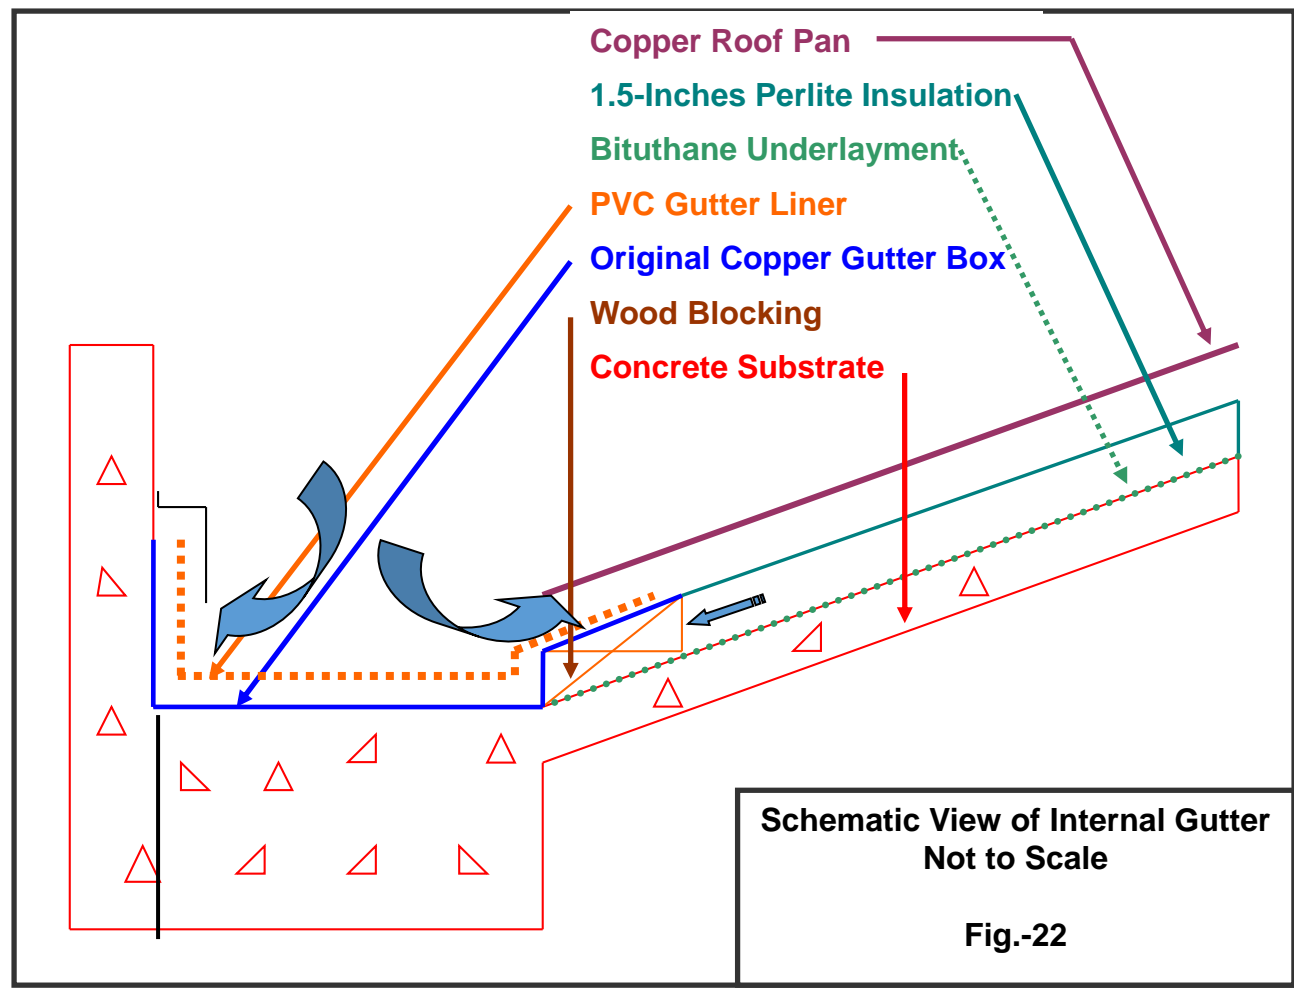 Copper Roof Pan
1.5-Inches Perlite Insulation
Bituthane Underlayment
PVC Gutter Liner
Original Copper Gutter Box
Wood Blocking
Concrete Substrate
Schematic View of Internal Gutter
Not to Scale
Fig.-22